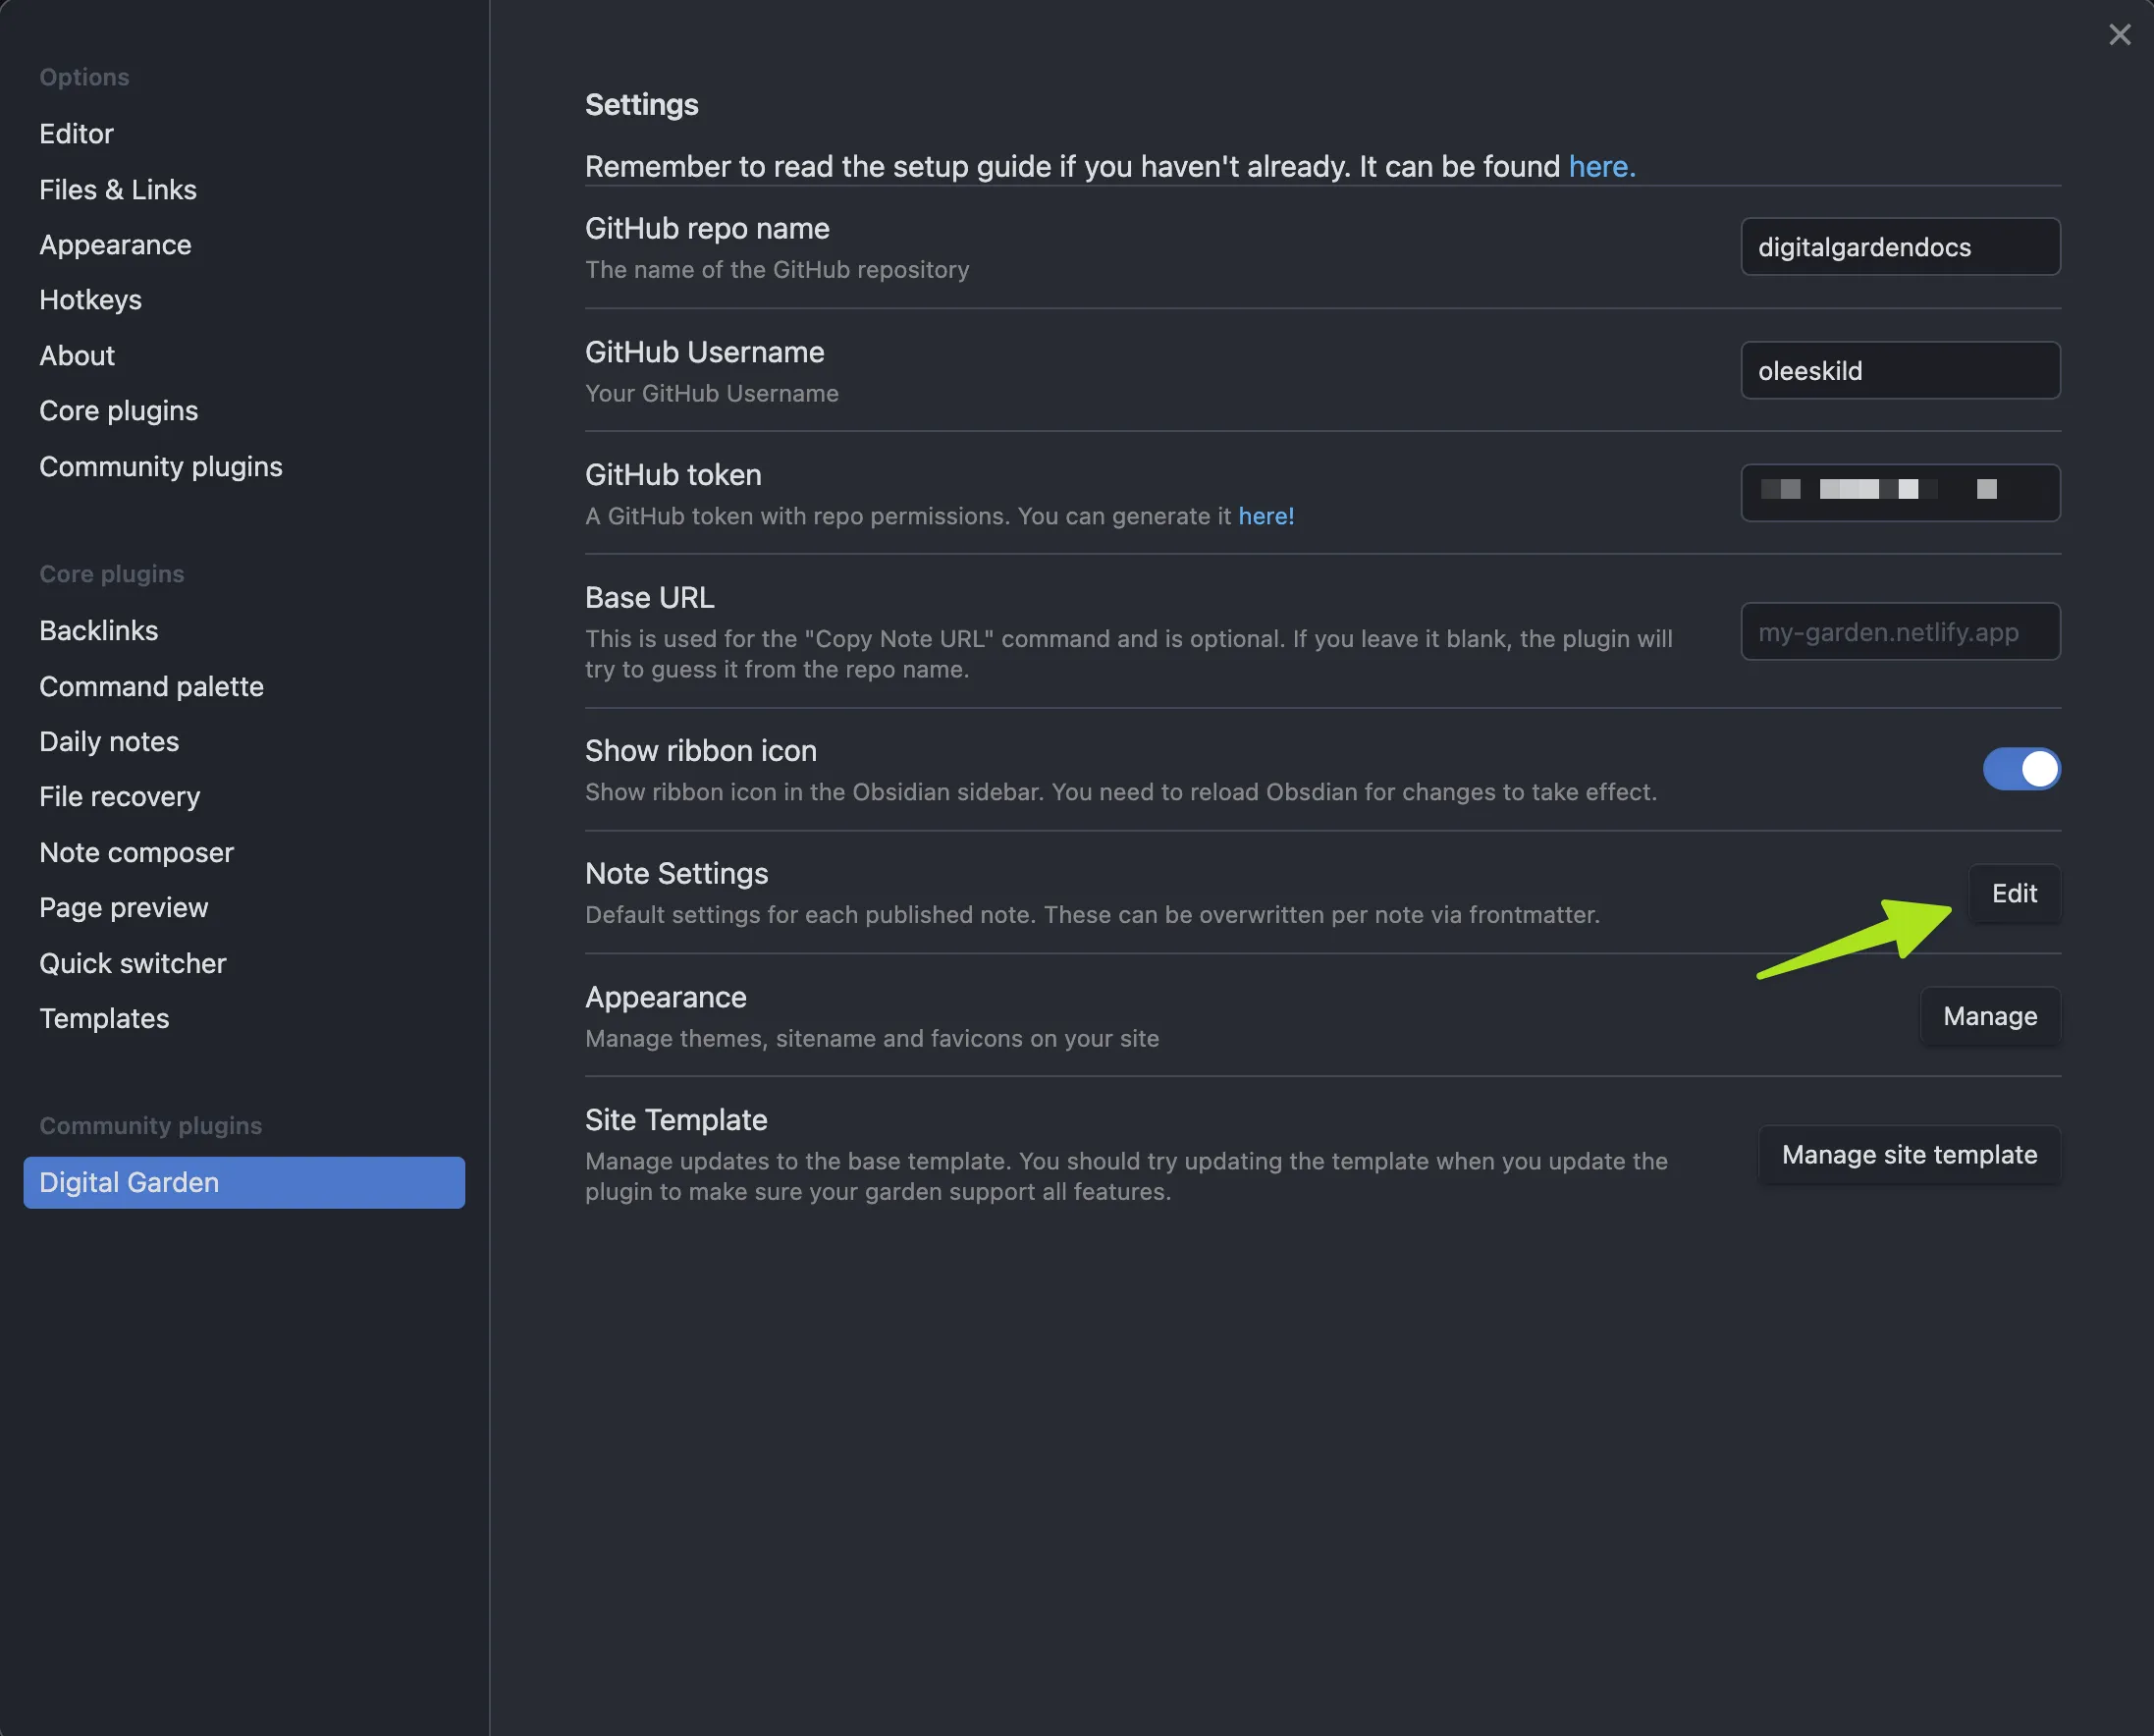 Options
Editor
Files & Links
Appearance
Hotkeys
About
Core plugins
Community plugins
Core plugins
Backlinks
Command palette
Daily notes
File recovery
Note composer
Page preview
Quick switcher
Templates
Community plugins
Digital Garden
Settings
Remember to read the setup guide if you haven't already. It can be found here.
GitHub repo name
The name of the GitHub repository
digitalgardendocs
GitHub Username
Your GitHub Username
oleeskild
GitHub token
A GitHub token with repo permissions. You can generate it here!
Base URL
This is used for the "Copy Note URL" command and is optional. If you leave it blank, the plugin will
try to guess it from the repo name.
my-garden.netlify.app
Show ribbon icon
Show ribbon icon in the Obsidian sidebar. You need to reload Obsdian for changes to take effect.
Note Settings
Default settings for each published note. These can be overwritten per note via frontmatter.
Edit
Appearance
Manage themes, sitename and favicons on your site
Manage
Site Template
Manage updates to the base template. You should try updating the template when you update the
plugin to make sure your garden support all features.
Manage site template